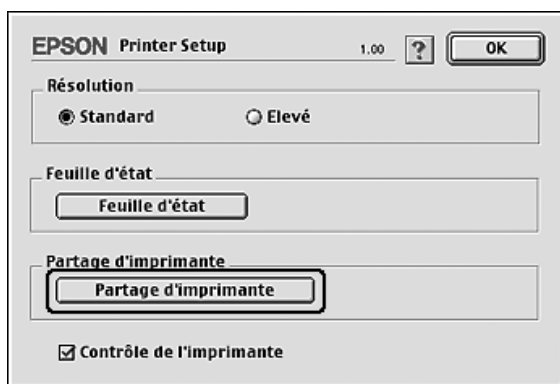 EPSON Printer Setup 1.00 ? OK
Résolution
Standard Elevé
Feuille d'état
Feuille d'état
Partage d'imprimante
Partage d'imprimante
Contrôle de l'imprimante